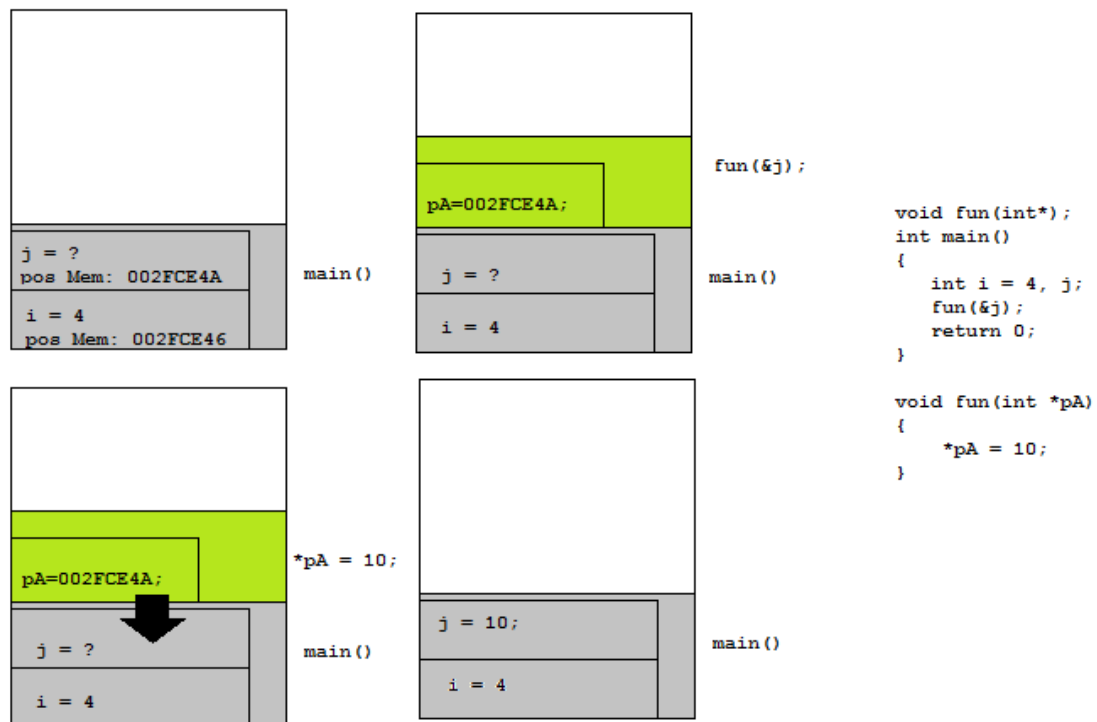 j = ?
pos Mem: 002FCE4A
i = 4
pos Mem: 002FCE46
main()
fun(&j);
pA=002FCE4A;
j = ?
i = 4
main()
*pA = 10;
pA=002FCE4A;
j = ?
i = 4
main()
j = 10;
i = 4
main()
void fun(int*);
int main()
{
int i = 4, j;
fun(&j);
return 0;
}
void fun(int *pA)
{
*pA = 10;
}